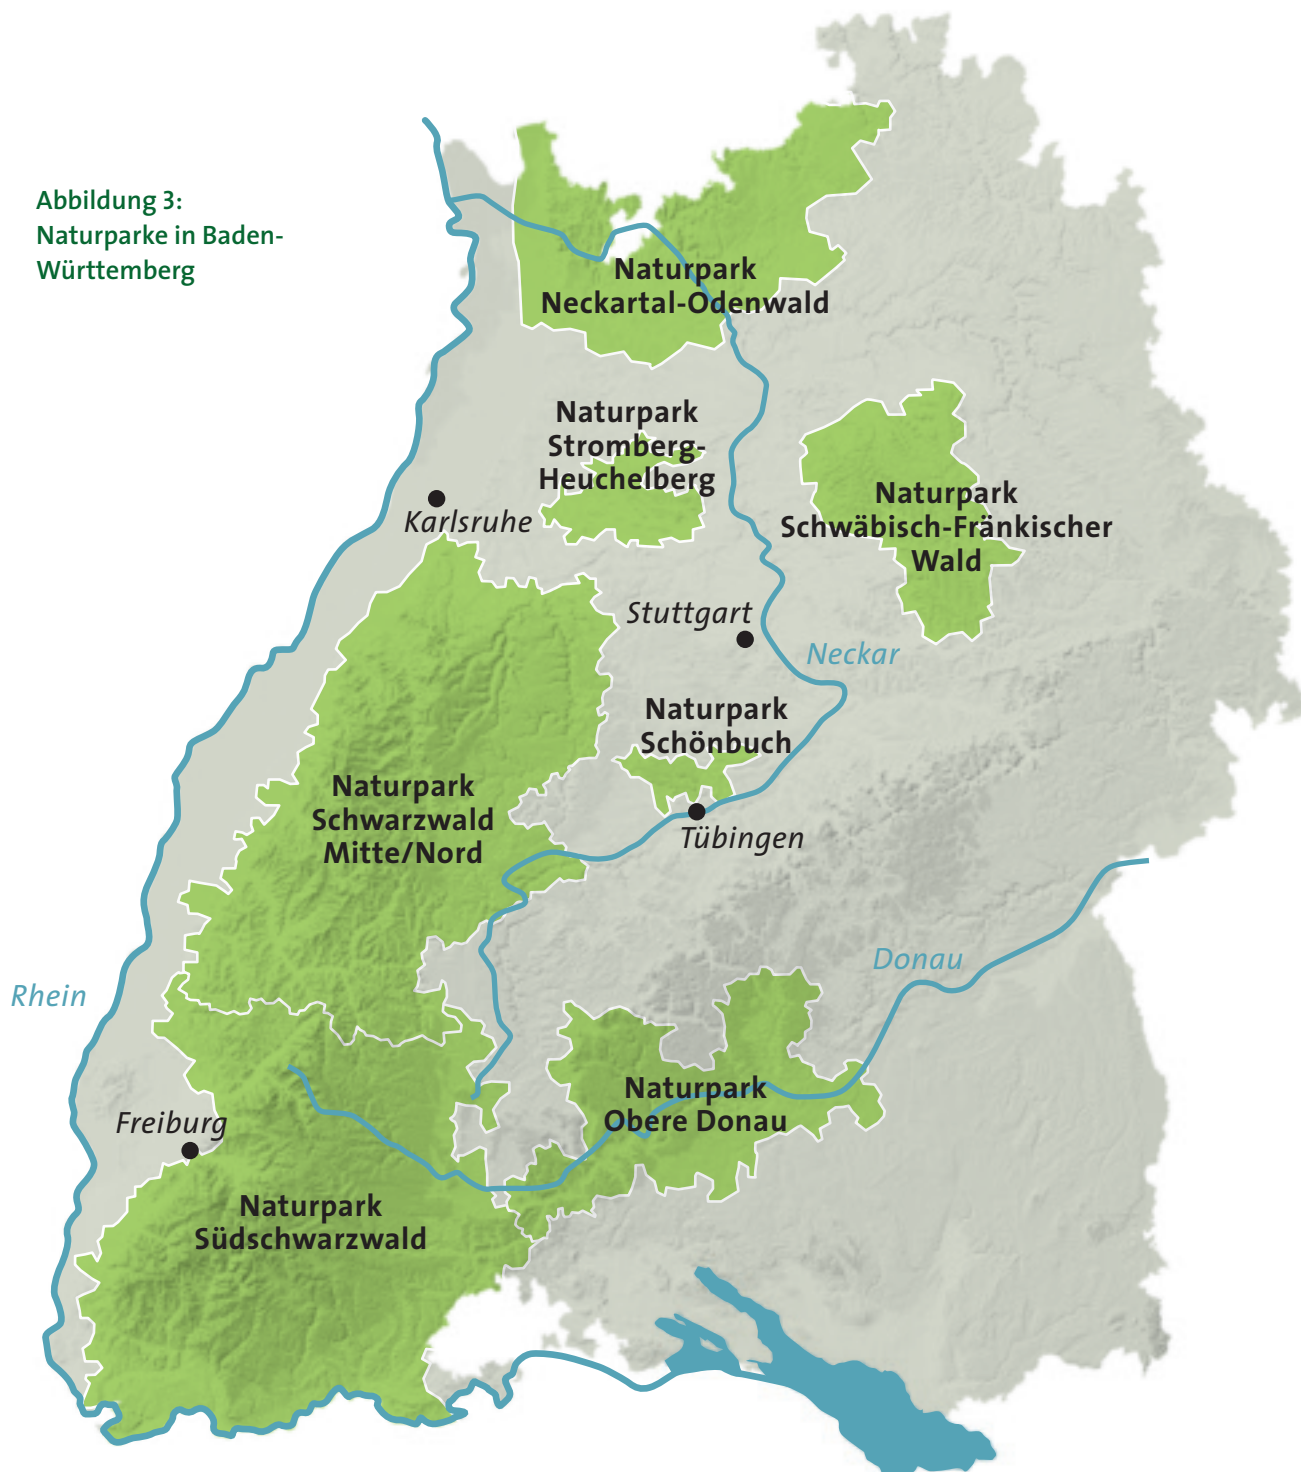 Abbildung 3:
Naturparke in Baden-
Württemberg
Naturpark
Neckartal-Odenwald
Naturpark
Stromberg-
Heuchelberg
Naturpark
Schwäbisch-Fränkischer
Wald
Karlsruhe
Stuttgart
Neckar
Naturpark
Schönbuch
Naturpark
Schwarzwald
Mitte/Nord
Tübingen
Donau
Rhein
Naturpark
Obere Donau
Freiburg
Naturpark
Südschwarzwald